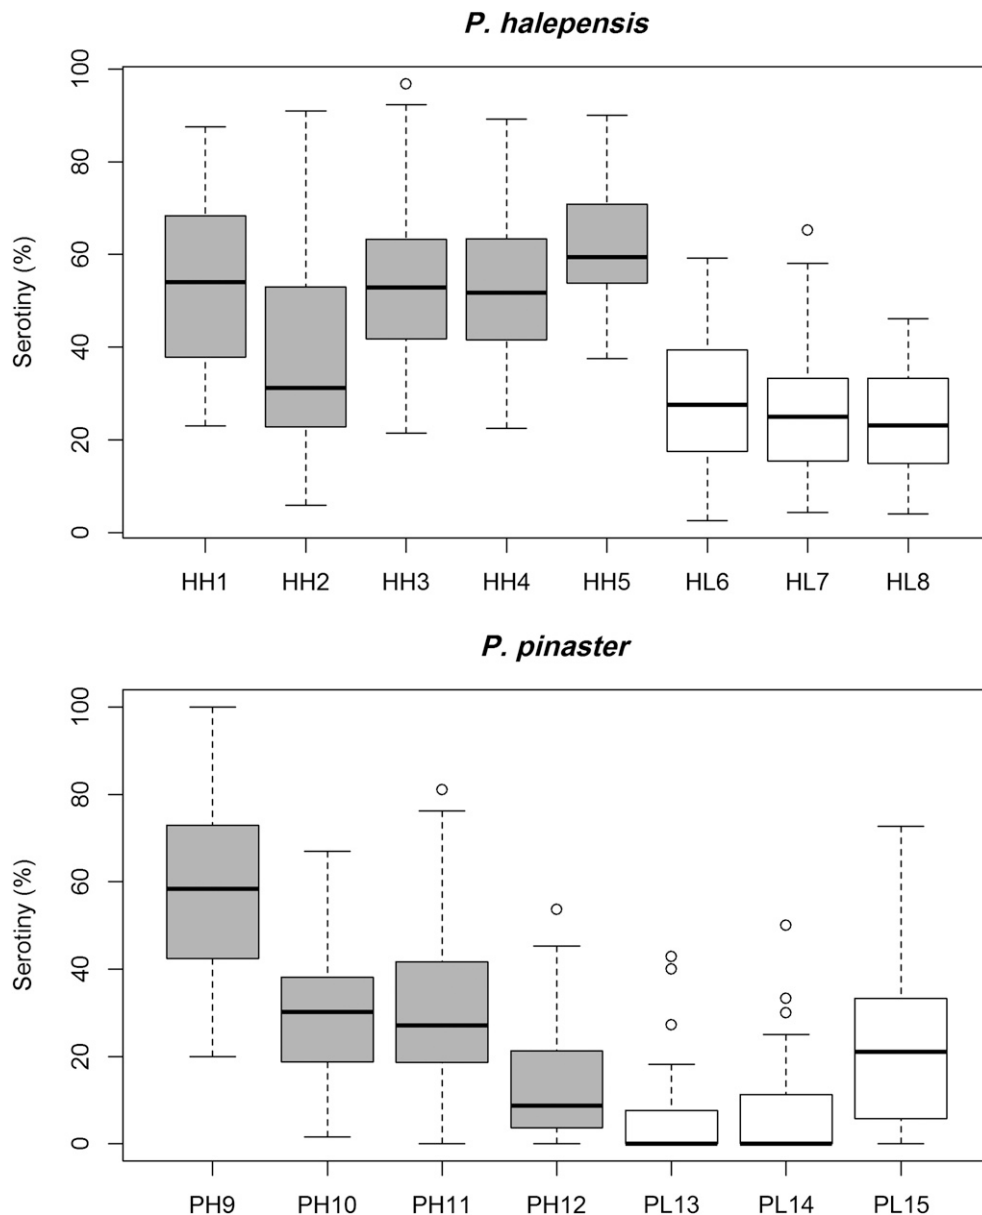 P. halepensis
Serotiny (%)
100
80
60
40
20
0
HH1 HH2 HH3 HH4 HH5 HL6 HL7 HL8
P. pinaster
Serotiny (%)
100
80
60
40
20
0
PH9 PH10 PH11 PH12 PL13 PL14 PL15